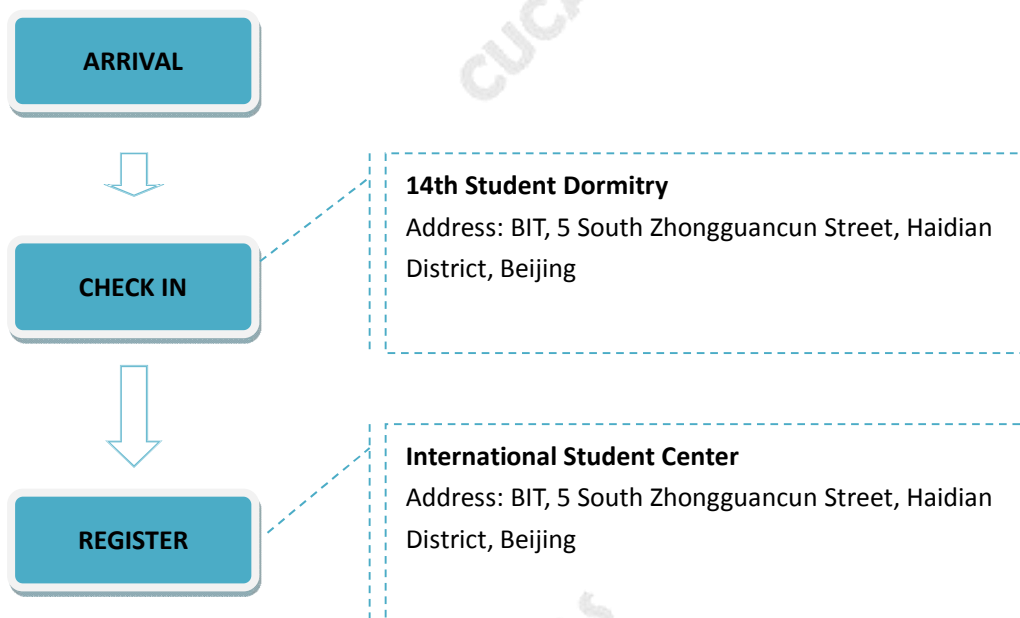 ARRIVAL
CUCA
14th Student Dormitry
Address: BIT, 5 South Zhongguancun Street, Haidian
District, Beijing
CHECK IN
International Student Center
Address: BIT, 5 South Zhongguancun Street, Haidian
District, Beijing
REGISTER